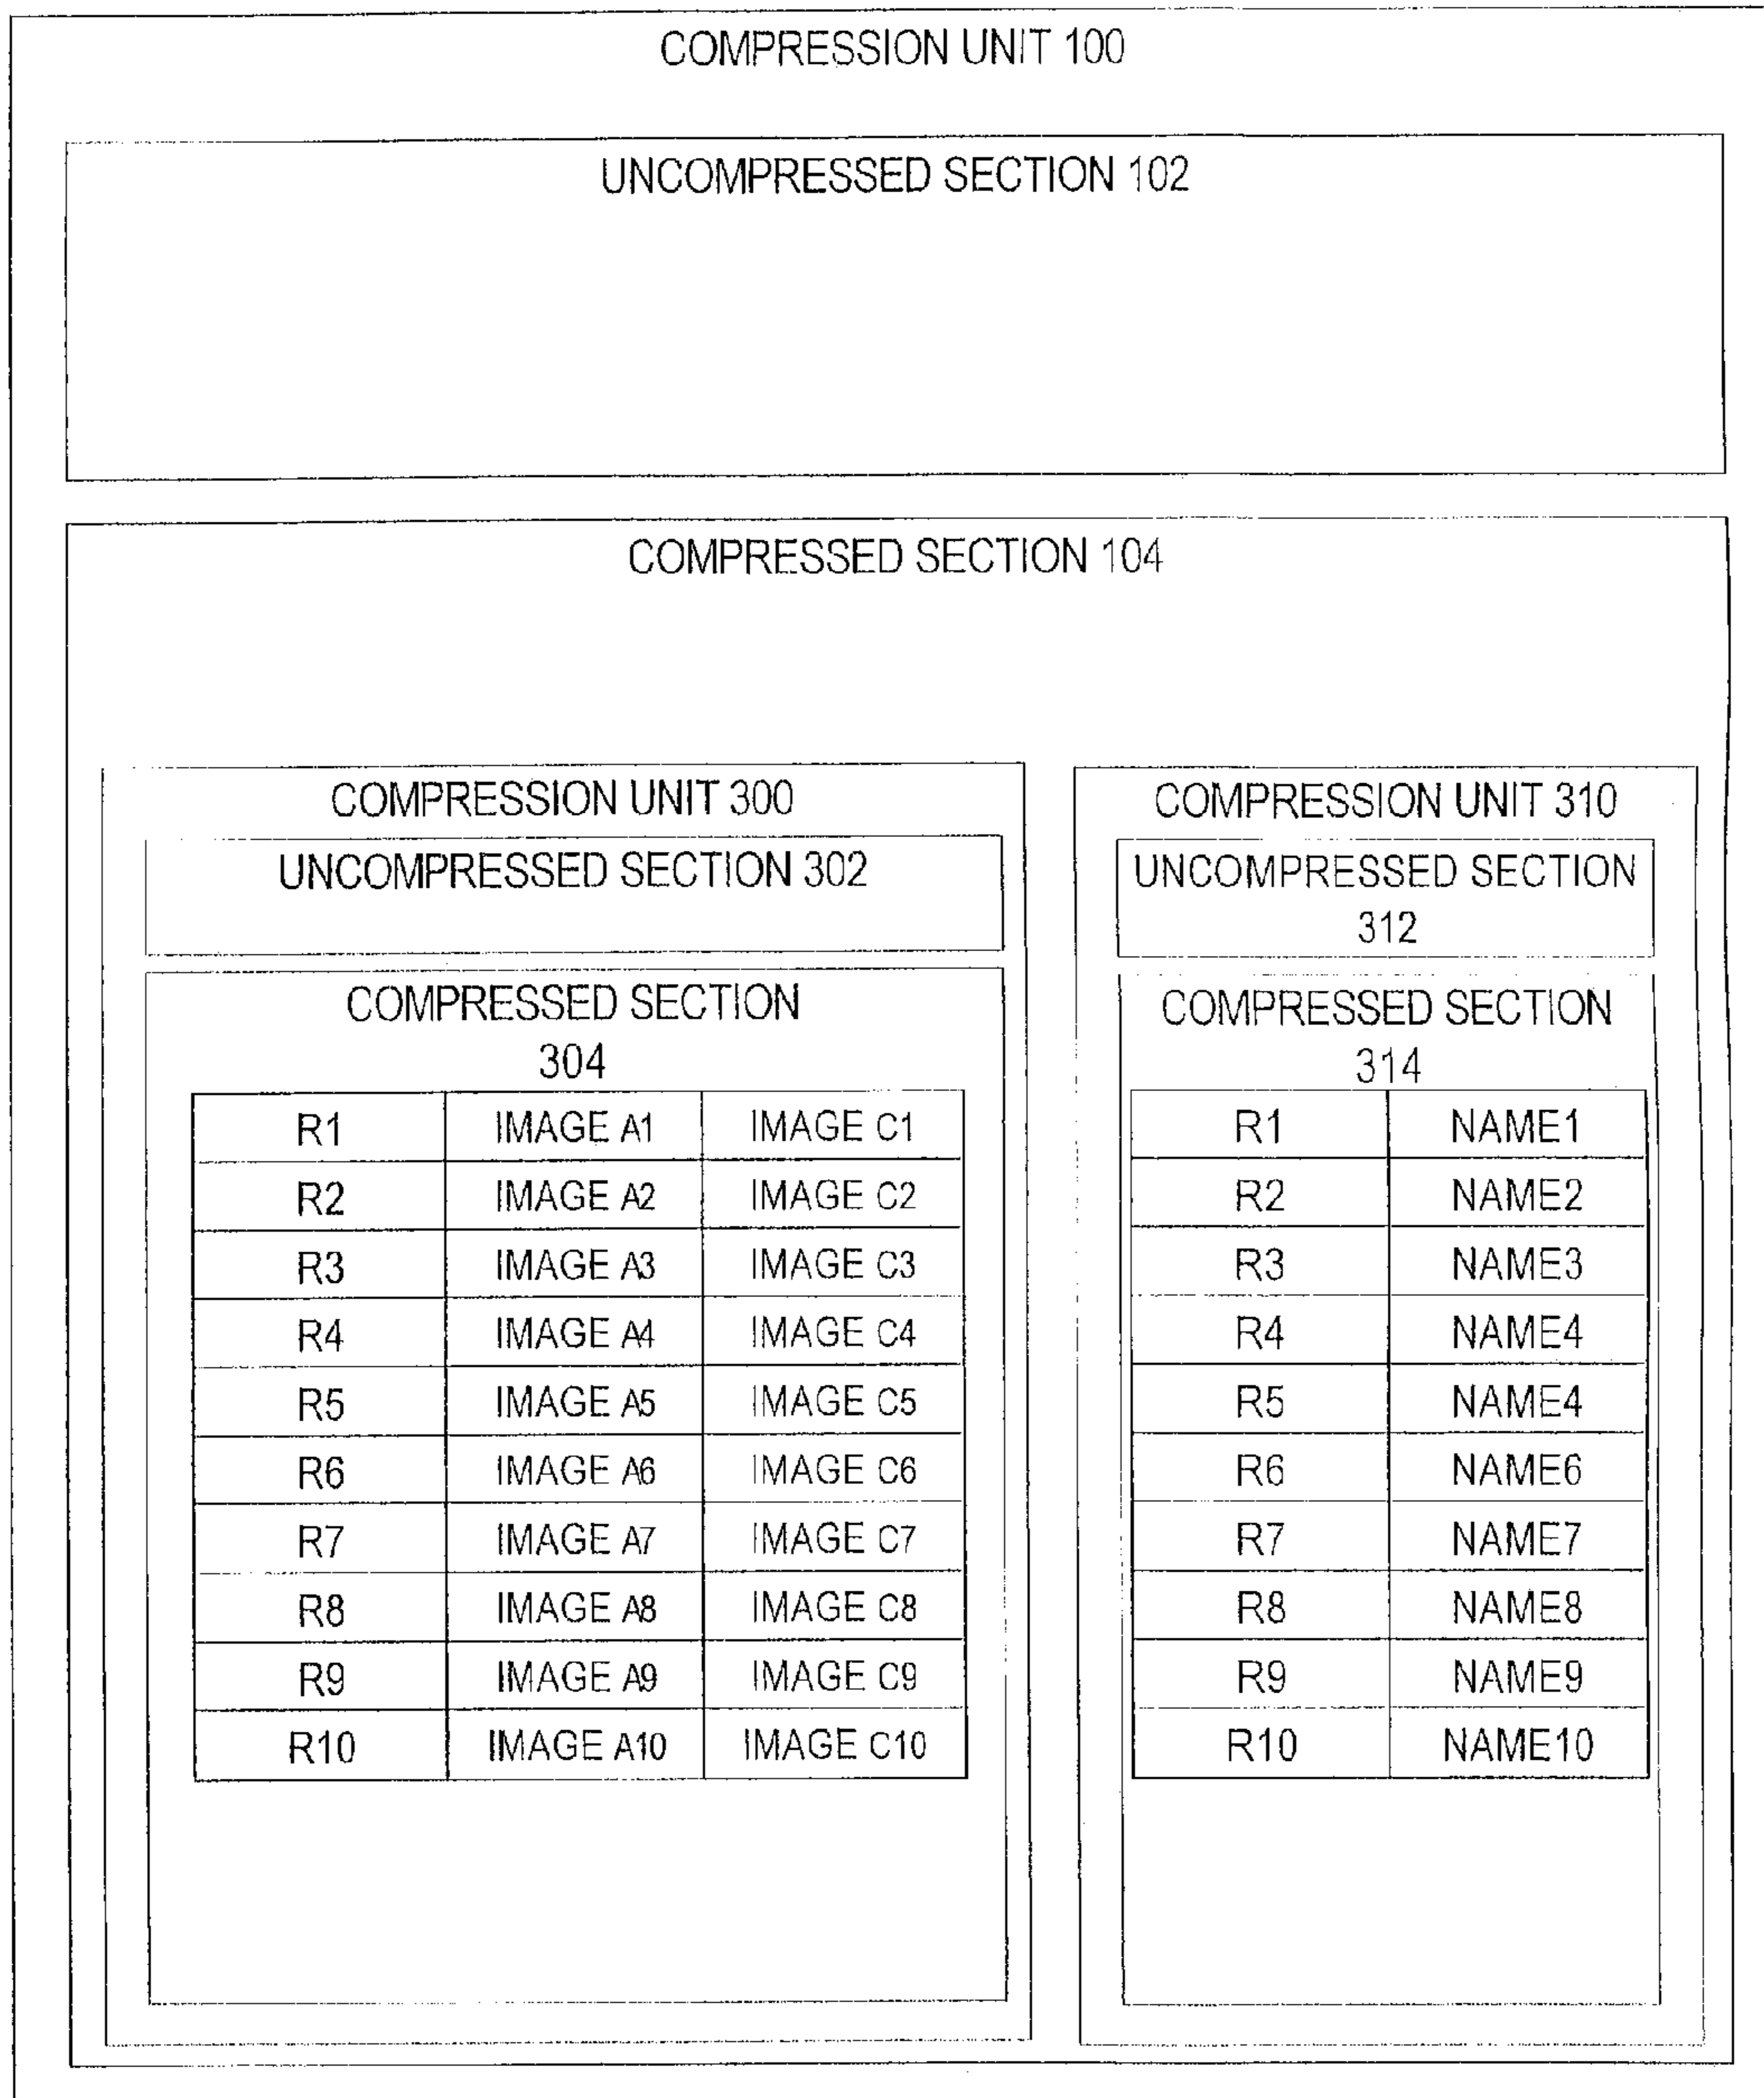 COMPRESSION UNIT 100
UNCOMPRESSED SECTION 102
COMPRESSED SECTION 104
COMPRESSION UNIT 300
UNCOMPRESSED SECTION 302
COMPRESSED SECTION
304
R1 IMAGE A1 IMAGE C1
R2 IMAGE A2 IMAGE C2
R3 IMAGE A3 IMAGE C3
R4 IMAGE A4 IMAGE C4
R5 IMAGE A5 IMAGE C5
R6 IMAGE A6 IMAGE C6
R7 IMAGE A7 IMAGE C7
R8 IMAGE A8 IMAGE C8
R9 IMAGE A9 IMAGE C9
R10 IMAGE A10 IMAGE C10
COMPRESSION UNIT 310
UNCOMPRESSED SECTION
312
COMPRESSED SECTION
314
R1 NAME1
R2 NAME2
R3 NAME3
R4 NAME4
R5 NAME4
R6 NAME6
R7 NAME7
R8 NAME8
R9 NAME9
R10 NAME10